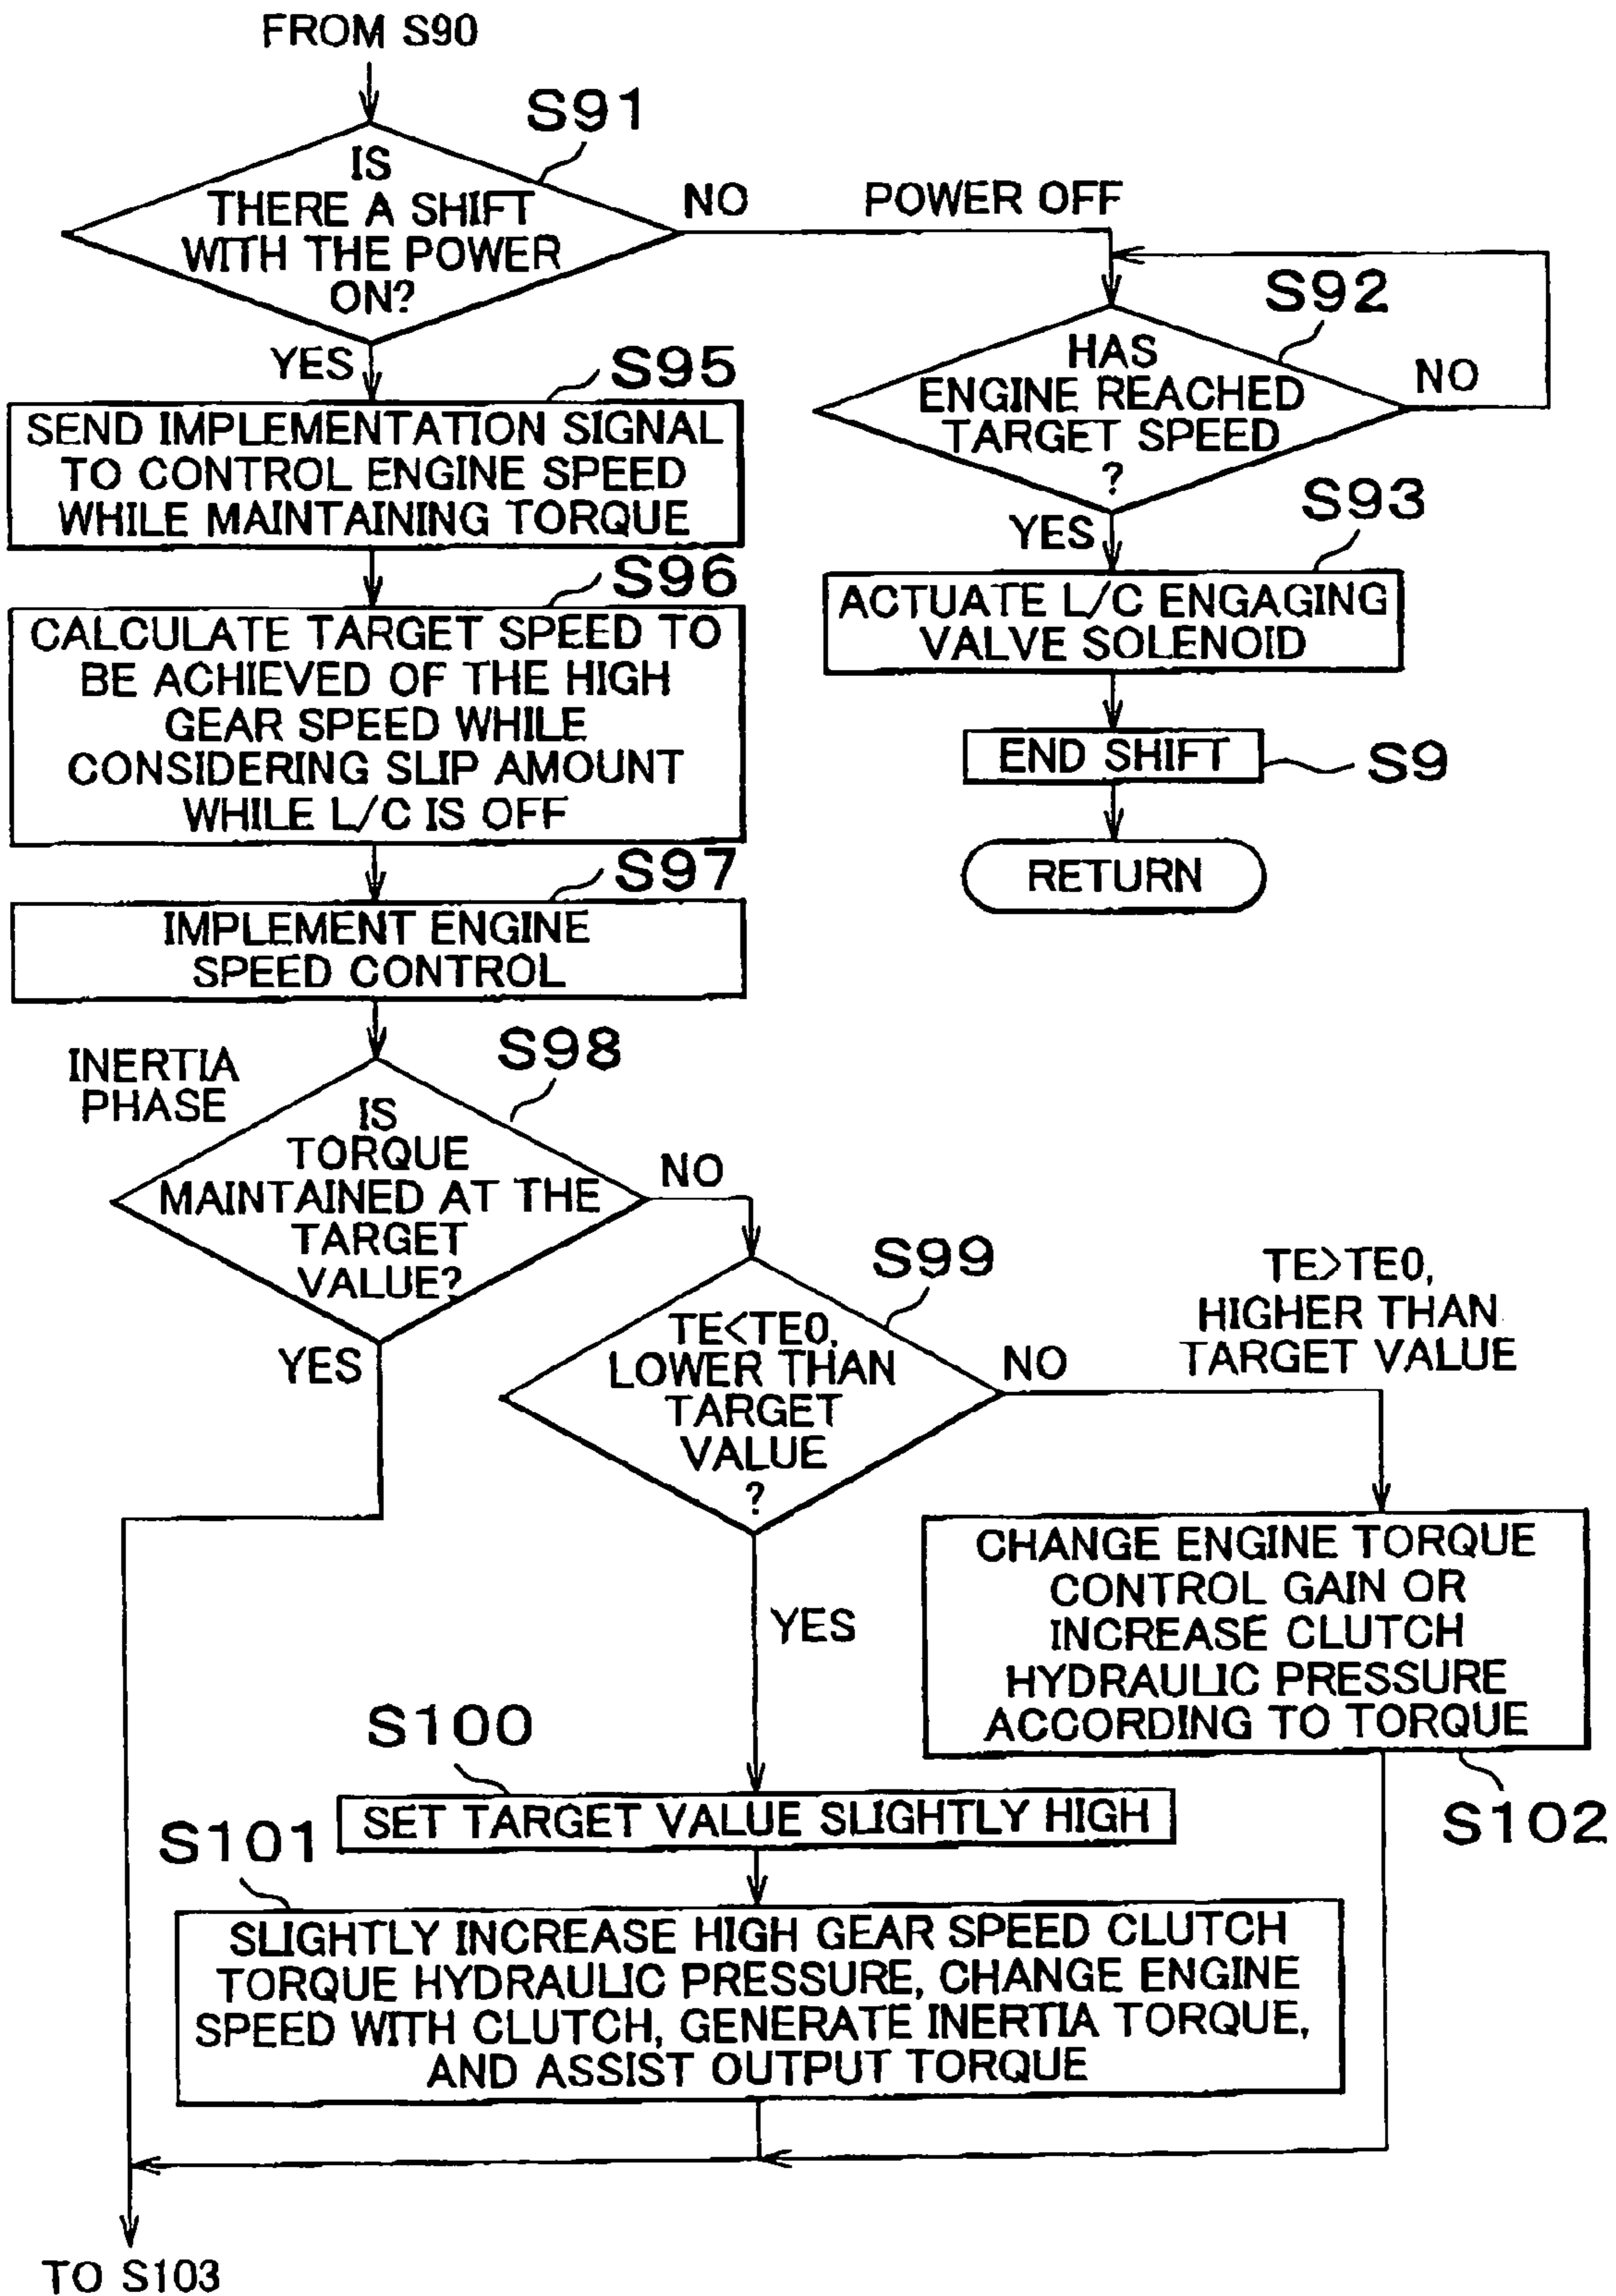 FROM S90
S91
IS
THERE A SHIFT
WITH THE POWER
ON?
NO
POWER OFF
YES
S92
HAS
ENGINE REACHED
TARGET SPEED
?
NO
YES
S93
ACTUATE L/C ENGAGING
VALVE SOLENOID
END SHIFT
S9
RETURN
S95
SEND IMPLEMENTATION SIGNAL
TO CONTROL ENGINE SPEED
WHILE MAINTAINING TORQUE
S96
CALCULATE TARGET SPEED TO
BE ACHIEVED OF THE HIGH
GEAR SPEED WHILE
CONSIDERING SLIP AMOUNT
WHILE L/C IS OFF
S97
IMPLEMENT ENGINE
SPEED CONTROL
INERTIA
PHASE
S98
IS
TORQUE
MAINTAINED AT THE
TARGET
VALUE?
NO
YES
S99
TE<TE0,
LOWER THAN
TARGET
VALUE
?
NO
TE>TE0,
HIGHER THAN
TARGET VALUE
YES
CHANGE ENGINE TORQUE
CONTROL GAIN OR
INCREASE CLUTCH
HYDRAULIC PRESSURE
ACCORDING TO TORQUE
S102
S100
SET TARGET VALUE SLIGHTLY HIGH
S101
SLIGHTLY INCREASE HIGH GEAR SPEED CLUTCH
TORQUE HYDRAULIC PRESSURE, CHANGE ENGINE
SPEED WITH CLUTCH, GENERATE INERTIA TORQUE,
AND ASSIST OUTPUT TORQUE
TO S103